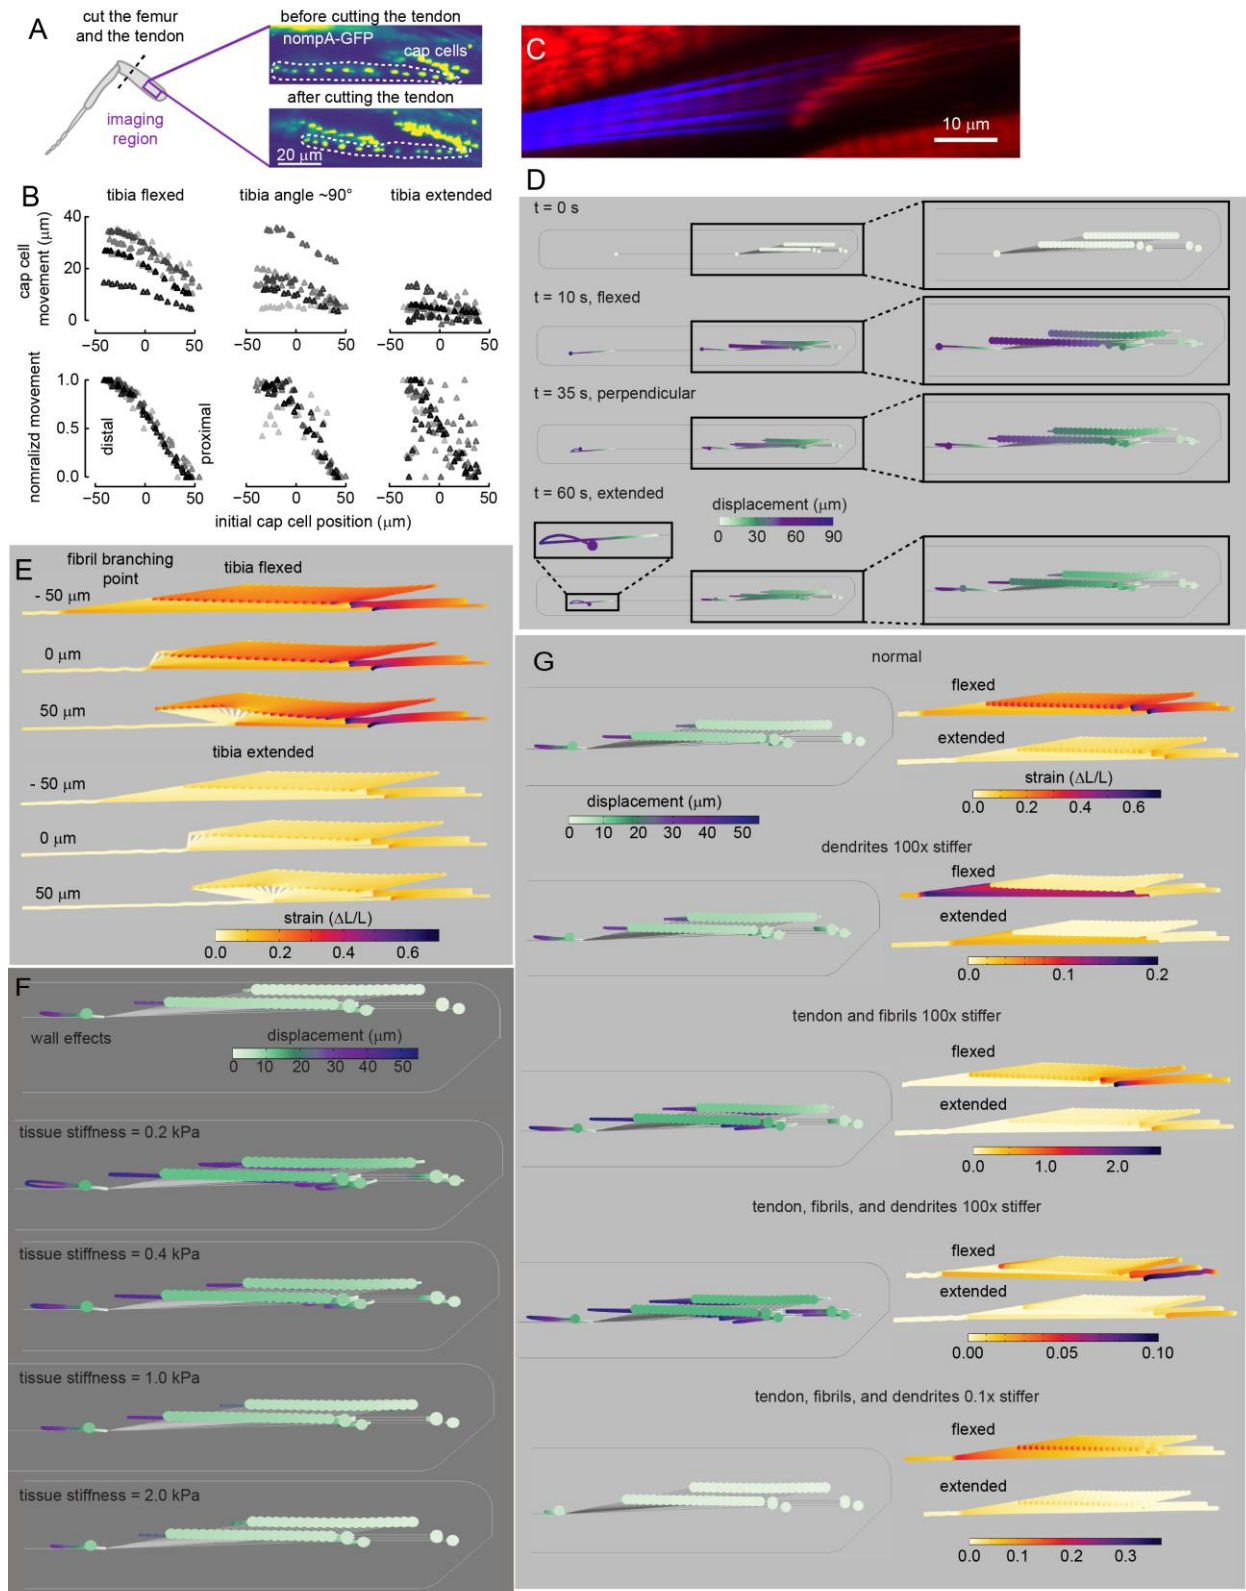 A
cut the femur
and the tendon
imaging
region
before cutting the tendon
nompA-GFP
cap cells
after cutting the tendon
20 μm
B
tibia flexed
tibia angle ~90°
tibia extended
cap cell
movement (μm)
40
20
0
−50 0 50
−50 0 50
−50 0 50
nomralizd movement
1.0
0.5
0.0
distal
proximal
−50 0 50
−50 0 50
−50 0 50
initial cap cell position (μm)
C
10 μm
D
t = 0 s
t = 10 s, flexed
t = 35 s, perpendicular
t = 60 s, extended
displacement (μm)
0 30 60 90
E
fibril branching
point
tibia flexed
- 50 μm
0 μm
50 μm
tibia extended
- 50 μm
0 μm
50 μm
strain (ΔL/L)
0.0 0.2 0.4 0.6
F
wall effects
displacement (μm)
0 10 20 30 40 50
tissue stiffness = 0.2 kPa
tissue stiffness = 0.4 kPa
tissue stiffness = 1.0 kPa
tissue stiffness = 2.0 kPa
G
normal
flexed
extended
strain (ΔL/L)
0.0 0.2 0.4 0.6
displacement (μm)
0 10 20 30 40 50
dendrites 100x stiffer
flexed
extended
0.0 0.1 0.2
tendon and fibrils 100x stiffer
flexed
extended
0.0 1.0 2.0
tendon, fibrils, and dendrites 100x stiffer
flexed
extended
0.00 0.05 0.10
tendon, fibrils, and dendrites 0.1x stiffer
flexed
extended
0.0 0.1 0.2 0.3